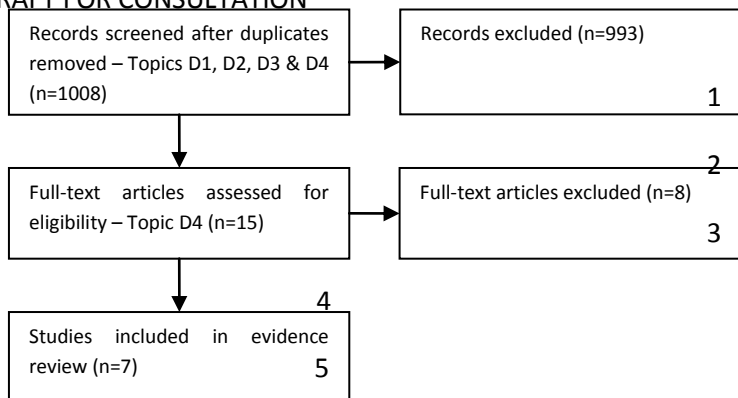 FOR CONSULTATION
Records screened after duplicates
removed – Topics D1, D2, D3 & D4
(n=1008)
Records excluded (n=993)
1
2
Full-text articles assessed for
eligibility – Topic D4 (n=15)
Full-text articles excluded (n=8)
3
4
Studies included in evidence
review (n=7)
5